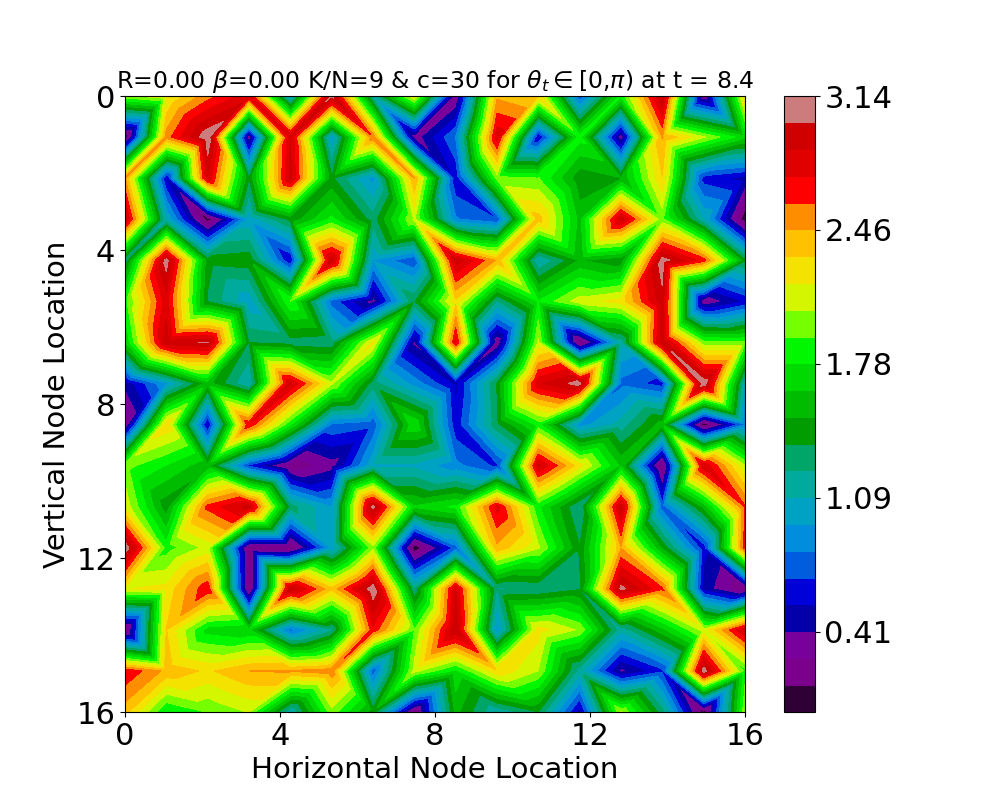 R=0.00 β=0.00 K/N=9 & c=30 for θ_t ∈ [0,π) at t = 8.4
0
4
8
12
16
Vertical Node Location
0 4 8 12 16
Horizontal Node Location
3.14
2.46
1.78
1.09
0.41